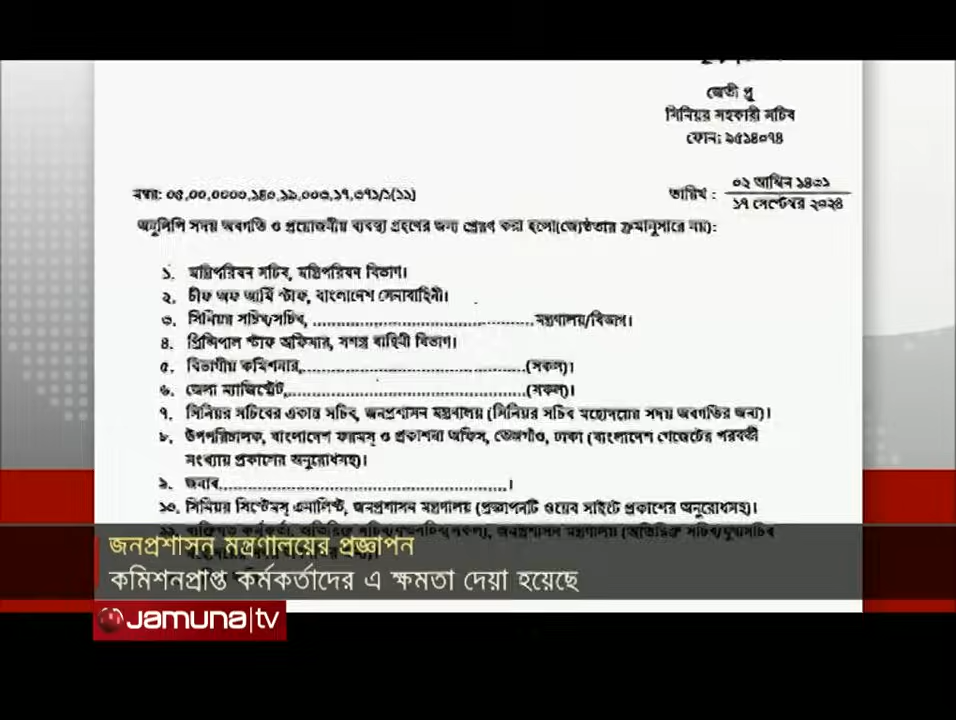 জেতী প্রু
সিনিয়র সহকারী সচিব
ফোন: ৯৫১৪০৭৪
নম্বর: ০৫.০০.০০০০.১৪০.১৯.০০৩.১৭.৩৭১/১(১১)
তারিখ : ০২ আশ্বিন ১৪৩১
১৭ সেপ্টেম্বর ২০২৪
অনুলিপি সদয় অবগতি ও প্রয়োজনীয় ব্যবস্থা গ্রহণের জন্য প্রেরণ করা হলো(জ্যেষ্ঠতার ক্রমানুসারে নয়):
১. মন্ত্রিপরিষদ সচিব, মন্ত্রিপরিষদ বিভাগ।
২. চীফ অফ আর্মি স্টাফ, বাংলাদেশ সেনাবাহিনী।
৩. সিনিয়র সচিব/সচিব, ........................................ মন্ত্রণালয়/বিভাগ।
৪. প্রিন্সিপাল স্টাফ অফিসার, সশস্ত্র বাহিনী বিভাগ।
৫. বিভাগীয় কমিশনার,........................................(সকল)।
৬. জেলা ম্যাজিস্ট্রেট,........................................(সকল)।
৭. সিনিয়র সচিবের একান্ত সচিব, জনপ্রশাসন মন্ত্রণালয় (সিনিয়র সচিব মহোদয়ের সদয় অবগতির জন্য)।
৮. উপপরিচালক, বাংলাদেশ ফরমস্ ও প্রকাশনা অফিস, তেজগাঁও, ঢাকা (বাংলাদেশ গেজেটের পরবর্তী
সংখ্যায় প্রকাশের অনুরোধসহ)।
৯. জনাব..................................................।
১০. সিনিয়র সিস্টেমস্ এনালিস্ট, জনপ্রশাসন মন্ত্রণালয় (প্রজ্ঞাপনটি ওয়েব সাইটে প্রকাশের অনুরোধসহ)।
জনপ্রশাসন মন্ত্রণালয়ের প্রজ্ঞাপন
কমিশনপ্রাপ্ত কর্মকর্তাদের এ ক্ষমতা দেয়া হয়েছে
Jamuna|tv